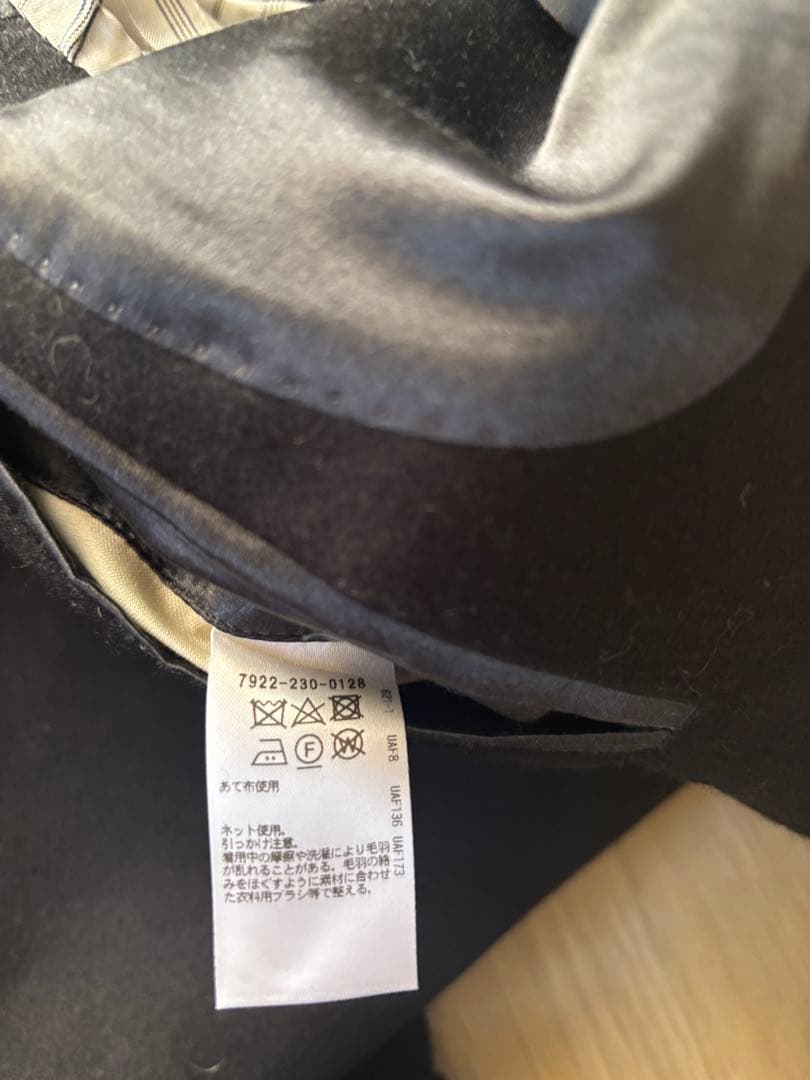 7922-230-0128
F
W
あて布使用
ネット使用。
引っかけ注意。
着用中の摩擦や洗濯により毛羽
が乱れることがある。毛羽の絡
みをほぐすように素材に合わせ
た衣料用ブラシ等で整える。
621-1 UAF8 UAF136 UAF173